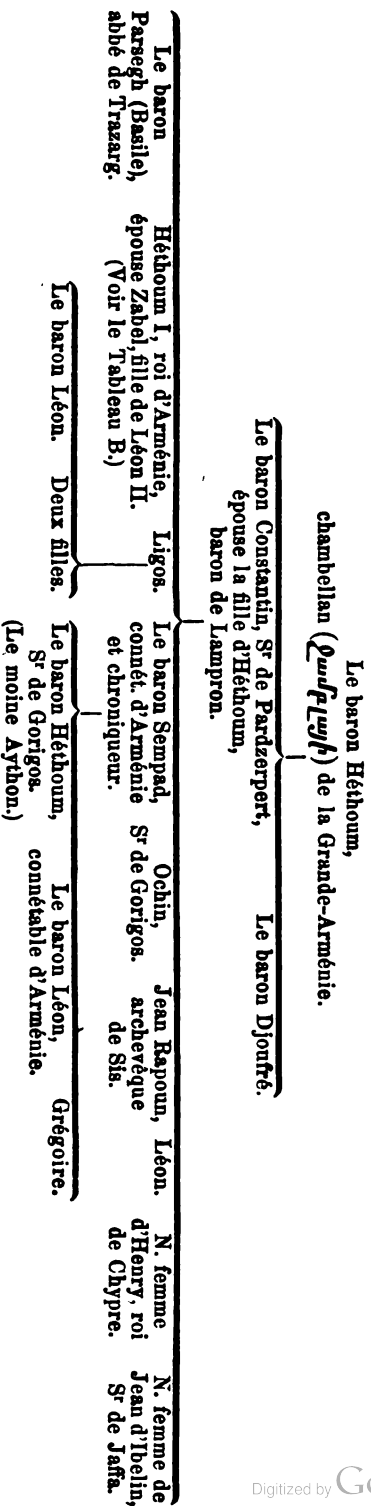 Le baron Héthoum,
chambellan (Չամբլայի) de la Grande-Arménie.
Le baron Constantin, Sr de Pardzerpert,
épouse la fille d'Héthoum,
baron de Lampron.
Le baron Djoufré.
Le baron
Parsegh (Basile),
abbé de Trazarg.
Héthoum I, roi d'Arménie,
épouse Zabel, fille de Léon II.
(Voir le Tableau B.)
Ligos.
Le baron Sempad,
connét. d'Arménie
et chroniqueur.
Ochin,
Sr de Gorigos.
Jean Rapoun,
archevêque
de Sis.
Léon.
N. femme
d'Henry, roi
de Chypre.
N. femme de
Jean d'Ibelin,
Sr de Jaffa.
Le baron Léon.
Deux filles.
Le baron Héthoum,
Sr de Gorigos.
(Le moine Aython.)
Le baron Léon,
connétable d'Arménie.
Grégoire.
Digitized by